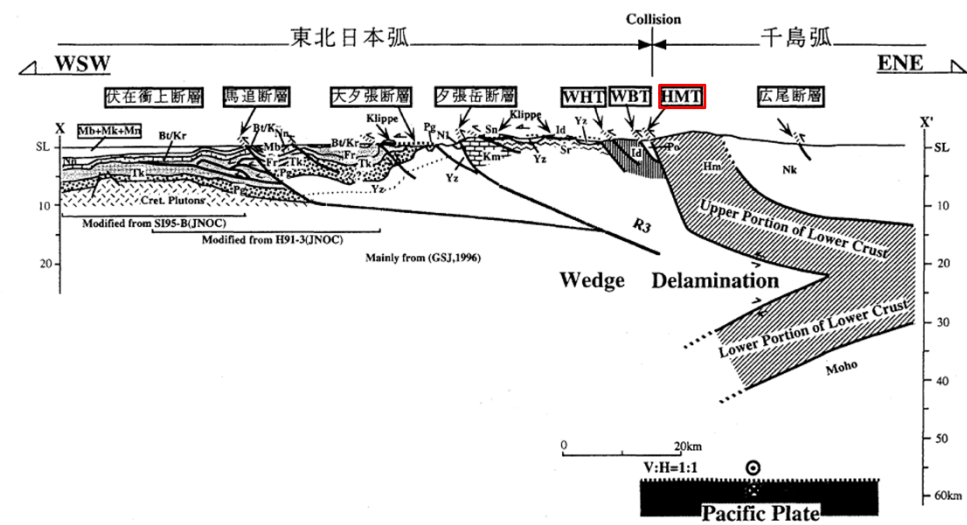 Collision
東北日本弧
千島弧
WSW
ENE
伏在衝上断層
馬追断層
大夕張断層
夕張岳断層
WHT
WBT
HMT
広尾断層
X
Mb+Mk+Mn
Bt/Kr
Nn
Bt/Kr
Klippe
Pg
N1
Sn
Klippe
Id
Yz
X'
SL
Mb
Fr
Tk
Sr
Po
SL
Nn
Tk
Fr
Tk
Pg
Km
Yz
Yz
Id
Hm
Nk
Pg
Yz
Cret. Plutons
10
10
Modified from SI95-B(JNOC)
Modified from H91-3(JNOC)
R3
Upper Portion of Lower Crust
20
Mainly from (GSJ,1996)
20
Wedge Delamination
30
Lower Portion of Lower Crust
Moho
40
0
20km
50
V:H=1:1
60km
Pacific Plate